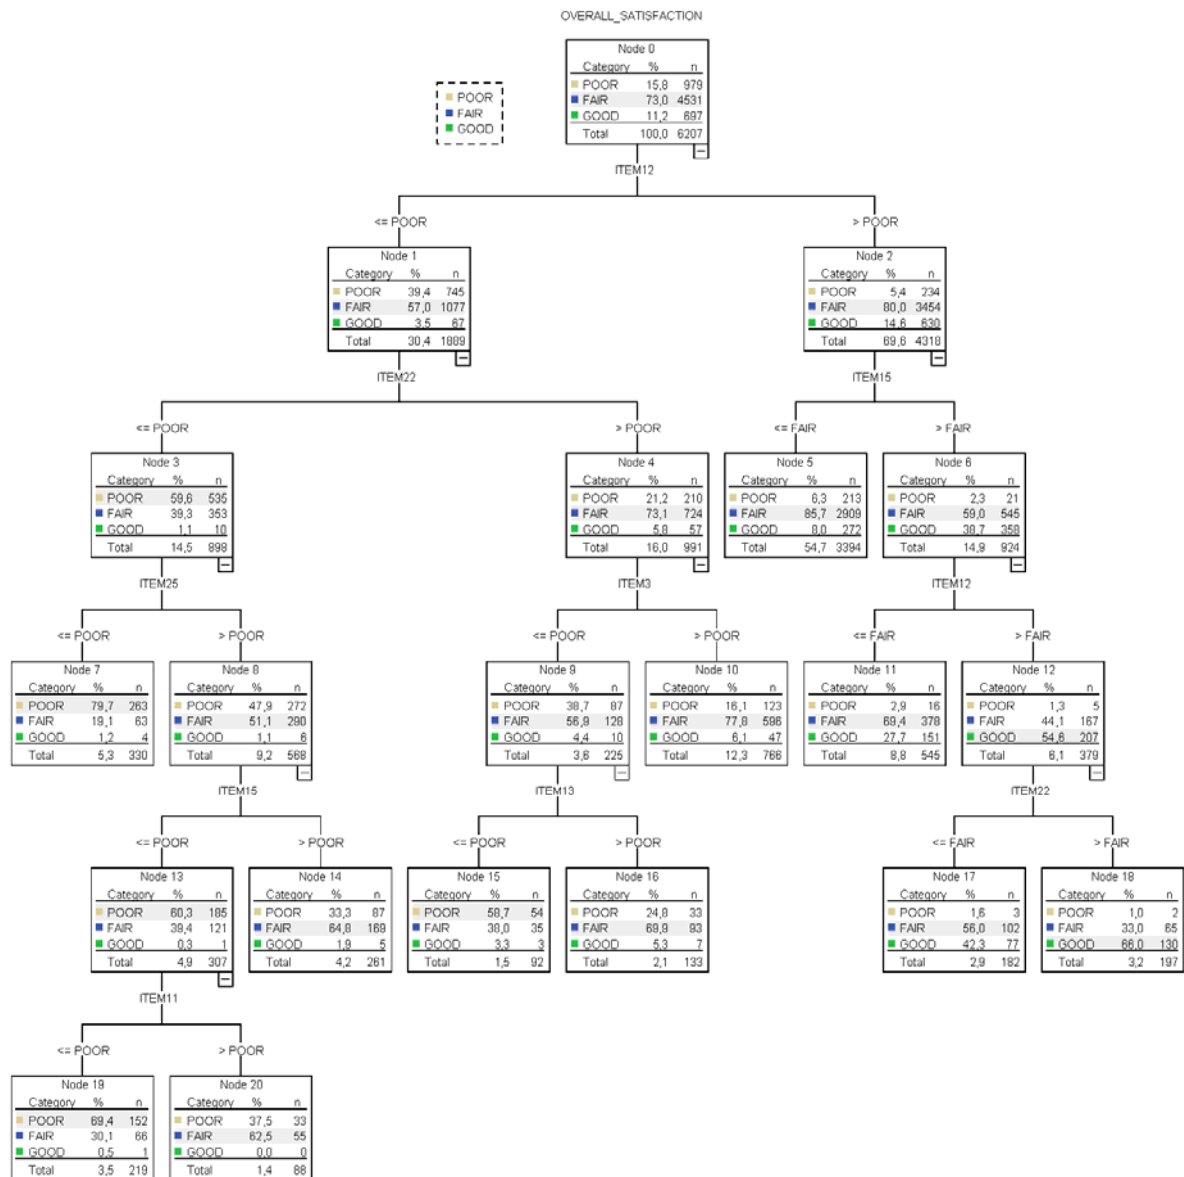 OVERALL_SATISFACTION
POOR
FAIR
GOOD
Node 0
Category % n
POOR 15,8 979
FAIR 73,0 4531
GOOD 11,2 697
Total 100,0 6207
ITEM12
<= POOR
> POOR
Node 1
Category % n
POOR 39,4 745
FAIR 57,0 1077
GOOD 3,5 67
Total 30,4 1889
Node 2
Category % n
POOR 5,4 234
FAIR 80,0 3454
GOOD 14,6 630
Total 69,6 4318
ITEM22
ITEM15
<= POOR
> POOR
<= FAIR
> FAIR
Node 3
Category % n
POOR 59,6 535
FAIR 39,3 353
GOOD 1,1 10
Total 14,5 898
Node 4
Category % n
POOR 21,2 210
FAIR 73,1 724
GOOD 5,8 57
Total 16,0 991
Node 5
Category % n
POOR 6,3 213
FAIR 85,7 2909
GOOD 8,0 272
Total 54,7 3394
Node 6
Category % n
POOR 2,3 21
FAIR 59,0 545
GOOD 38,7 358
Total 14,9 924
ITEM25
ITEM3
ITEM12
<= POOR
> POOR
<= POOR
> POOR
<= FAIR
> FAIR
Node 7
Category % n
POOR 79,7 263
FAIR 19,1 63
GOOD 1,2 4
Total 5,3 330
Node 8
Category % n
POOR 47,9 272
FAIR 51,1 290
GOOD 1,1 6
Total 9,2 568
Node 9
Category % n
POOR 38,7 87
FAIR 56,9 128
GOOD 4,4 10
Total 3,6 225
Node 10
Category % n
POOR 16,1 123
FAIR 77,8 596
GOOD 6,1 47
Total 12,3 766
Node 11
Category % n
POOR 2,9 16
FAIR 69,4 378
GOOD 27,7 151
Total 8,8 545
Node 12
Category % n
POOR 1,3 5
FAIR 44,1 167
GOOD 54,6 207
Total 6,1 379
ITEM15
ITEM13
ITEM22
<= POOR
> POOR
<= POOR
> POOR
<= FAIR
> FAIR
Node 13
Category % n
POOR 60,3 185
FAIR 39,4 121
GOOD 0,3 1
Total 4,9 307
Node 14
Category % n
POOR 33,3 87
FAIR 64,8 169
GOOD 1,9 5
Total 4,2 261
Node 15
Category % n
POOR 58,7 54
FAIR 38,0 35
GOOD 3,3 3
Total 1,5 92
Node 16
Category % n
POOR 24,8 33
FAIR 69,9 93
GOOD 5,3 7
Total 2,1 133
Node 17
Category % n
POOR 1,6 3
FAIR 56,0 102
GOOD 42,3 77
Total 2,9 182
Node 18
Category % n
POOR 1,0 2
FAIR 33,0 65
GOOD 66,0 130
Total 3,2 197
ITEM11
<= POOR
> POOR
Node 19
Category % n
POOR 69,4 152
FAIR 30,1 66
GOOD 0,5 1
Total 3,5 219
Node 20
Category % n
POOR 37,5 33
FAIR 62,5 55
GOOD 0,0 0
Total 1,4 88